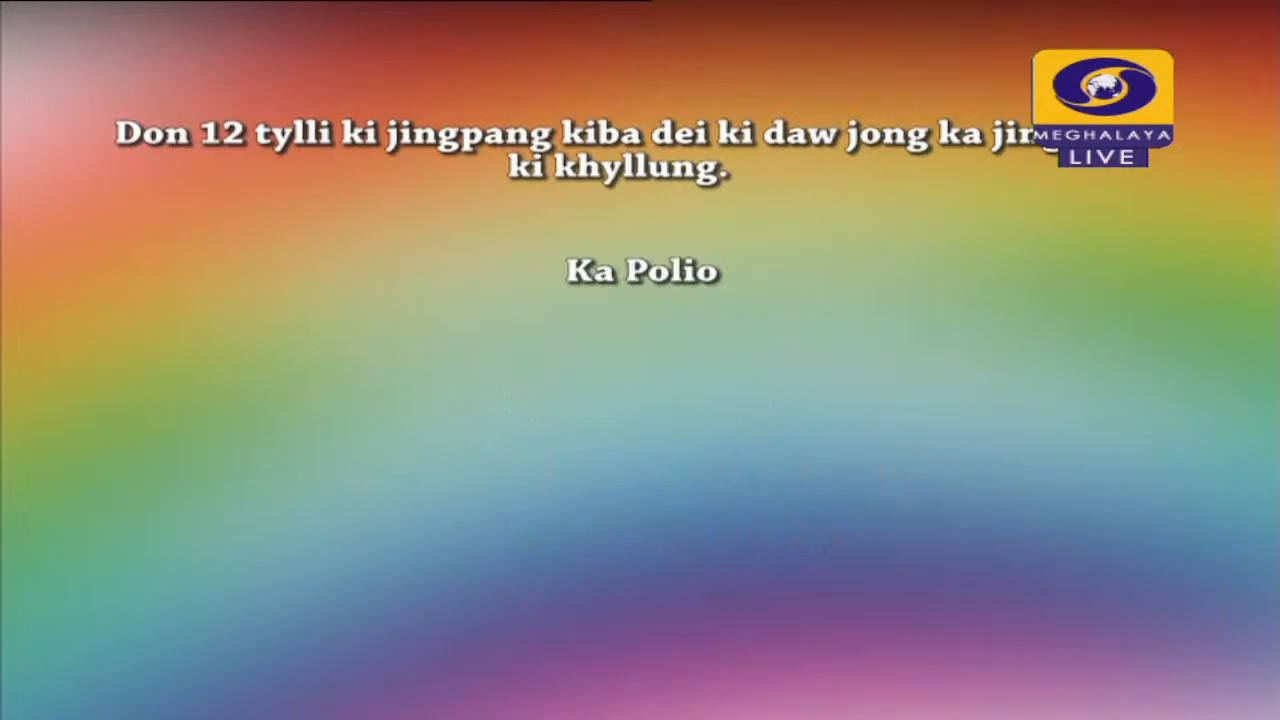 Don 12 tylli ki jingpang kiba dei ki daw jong ka
ki khyllung.
Ka Polio
MEGHALAYA
LIVE